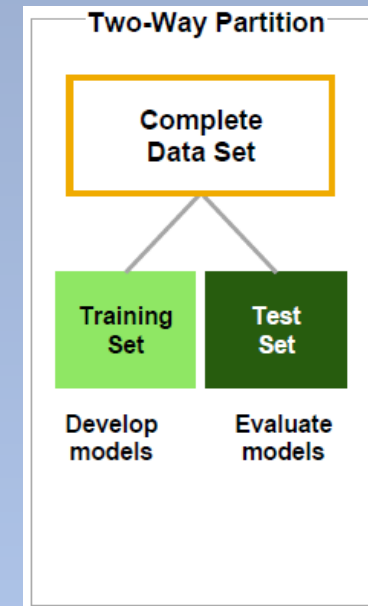 Two-Way Partition
Complete
Data Set
Training
Set
Test
Set
Develop
models
Evaluate
models